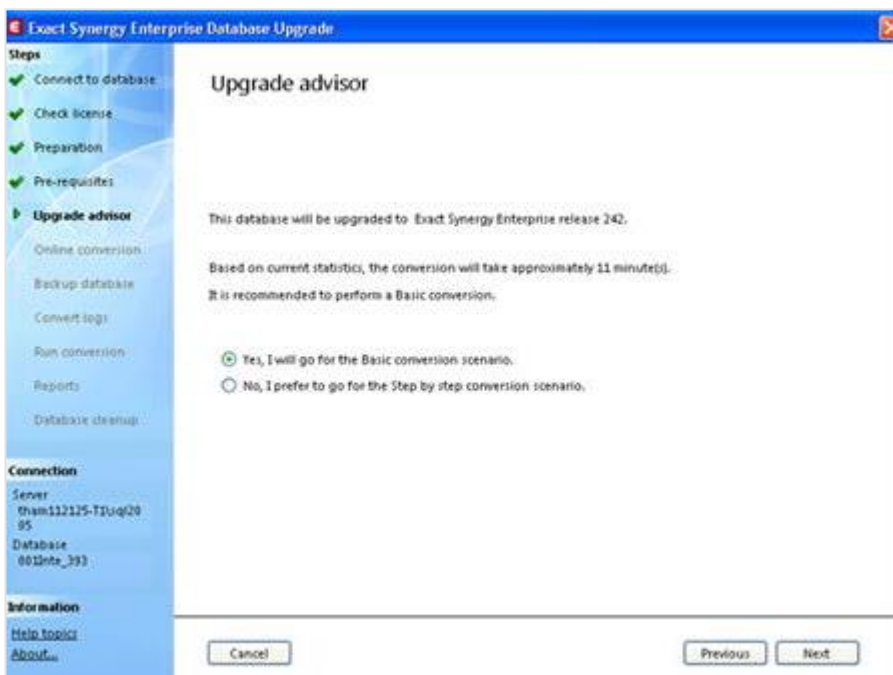 Exact Synergy Enterprise Database Upgrade
Steps
Connect to database
Check license
Preparation
Pre-requisites
Upgrade advisor
Online conversion
Backup database
Convert logs
Run conversion
Reports
Database cleanup
Connection
Server
Database
Information
Help topics
About...
Upgrade advisor
This database will be upgraded to Exact Synergy Enterprise release 242.
Based on current statistics, the conversion will take approximately 11 minute(s).
It is recommended to perform a Basic conversion.
Yes, I will go for the Basic conversion scenario.
No, I prefer to go for the Step by step conversion scenario.
Cancel
Previous
Next